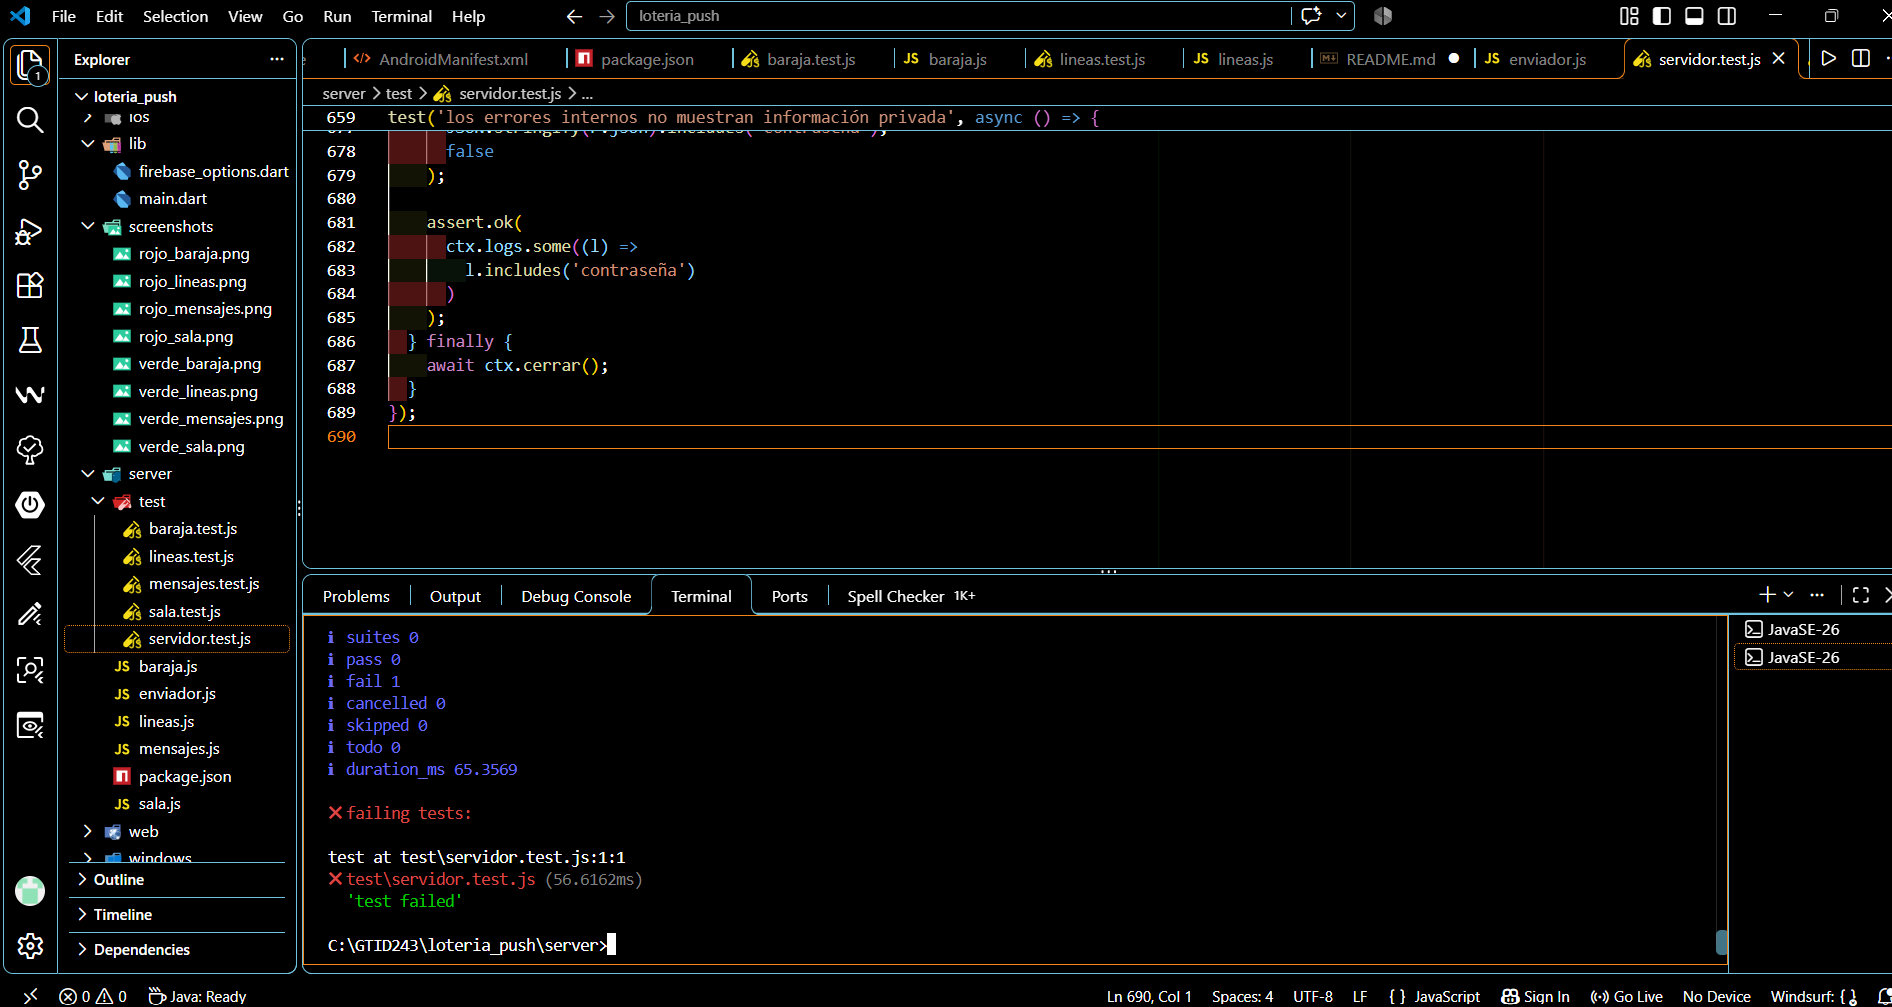 File Edit Selection View Go Run Terminal Help
loteria_push
Explorer
AndroidManifest.xml
package.json
baraja.test.js
JS baraja.js
lineas.test.js
JS lineas.js
README.md
JS enviador.js
servidor.test.js
1
loteria_push
ios
lib
firebase_options.dart
main.dart
screenshots
rojo_baraja.png
rojo_lineas.png
rojo_mensajes.png
rojo_sala.png
verde_baraja.png
verde_lineas.png
verde_mensajes.png
verde_sala.png
server
test
baraja.test.js
lineas.test.js
mensajes.test.js
sala.test.js
servidor.test.js
JS baraja.js
JS enviador.js
JS lineas.js
JS mensajes.js
package.json
JS sala.js
web
windows
Outline
Timeline
Dependencies
server > test > servidor.test.js > ...
659 test('los errores internos no muestran información privada', async () => {
678 false
679 );
680
681 assert.ok(
682 ctx.logs.some((l) =>
683 l.includes('contraseña')
684 )
685 );
686 } finally {
687 await ctx.cerrar();
688 }
689 });
690
Problems Output Debug Console Terminal Ports Spell Checker 1K+
i suites 0
i pass 0
i fail 1
i cancelled 0
i skipped 0
i todo 0
i duration_ms 65.3569
failing tests:
test at test\servidor.test.js:1:1
test\servidor.test.js (56.6162ms)
'test failed'
C:\GTID243\loteria_push\server>
JavaSE-26
JavaSE-26
0 0 Java: Ready
Ln 690, Col 1 Spaces: 4 UTF-8 LF { } JavaScript Sign In Go Live No Device Windsurf: {